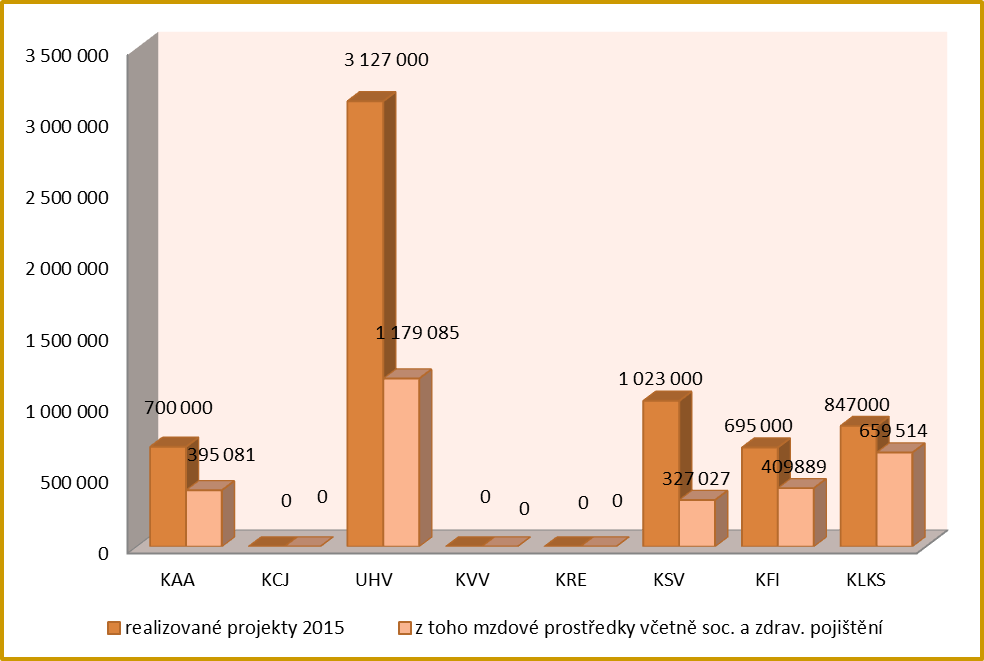 3 500 000
3 000 000
2 500 000
2 000 000
1 500 000
1 000 000
500 000
0
700 000
395 081
0
0
3 127 000
1 179 085
0
0
0
0
1 023 000
327 027
695 000
409889
847000
659 514
KAA
KCJ
UHV
KVV
KRE
KSV
KFI
KLKS
realizované projekty 2015
z toho mzdové prostředky včetně soc. a zdrav. pojištění